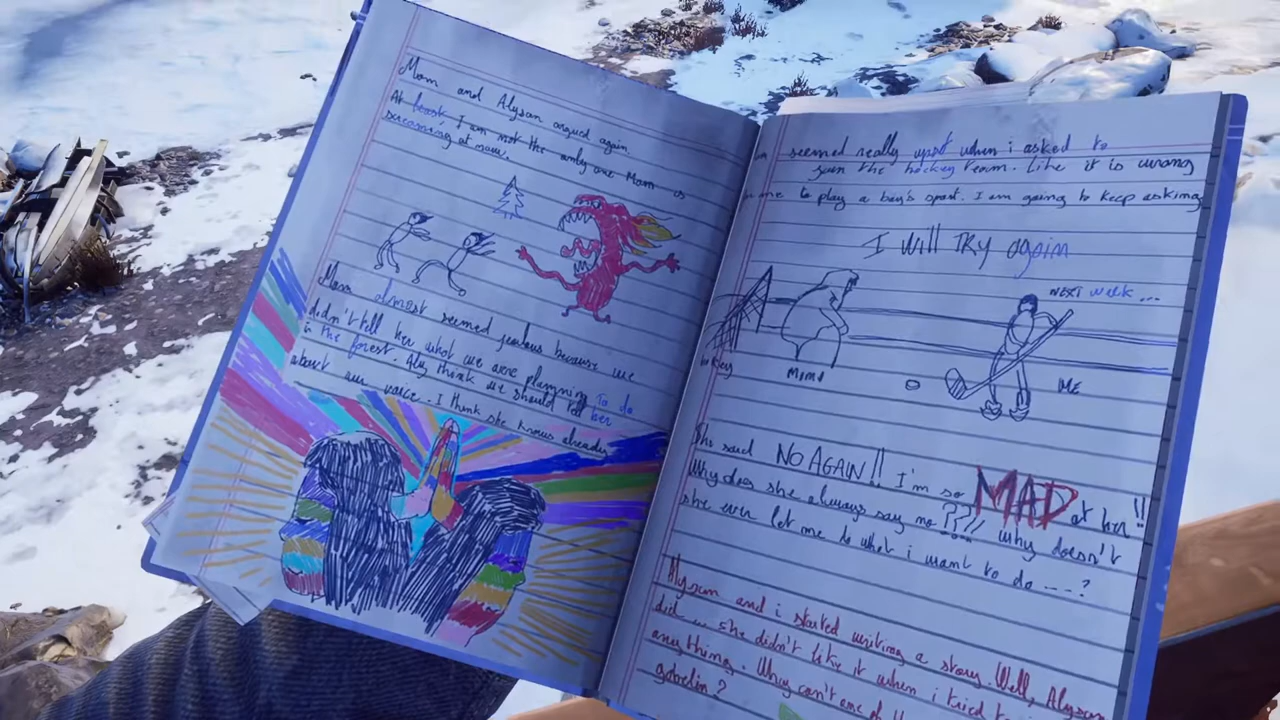 Mom and Alyson argued again.
At least I am not the only one Mom is
screaming at now.
Mom almost seemed jealous because we
didn't tell her what we were planning to do
in the forest. Aly think we should tell her
about our voice. I think she knows already
seemed really upset when i asked to
join the hockey team. Like it is wrong
me to play a boy's sport. I am going to keep asking
I will TRY again
NEXT week...
MOM
ME
She said NO AGAIN!! I'm so MAD at her!!
Why does she always say no ??!! why doesn't
she ever let me do what i want to do ....?
Alyson and i started writing a story. Well, Alyson
did ... she didn't like it when i tried to
anything. Why can't one of the